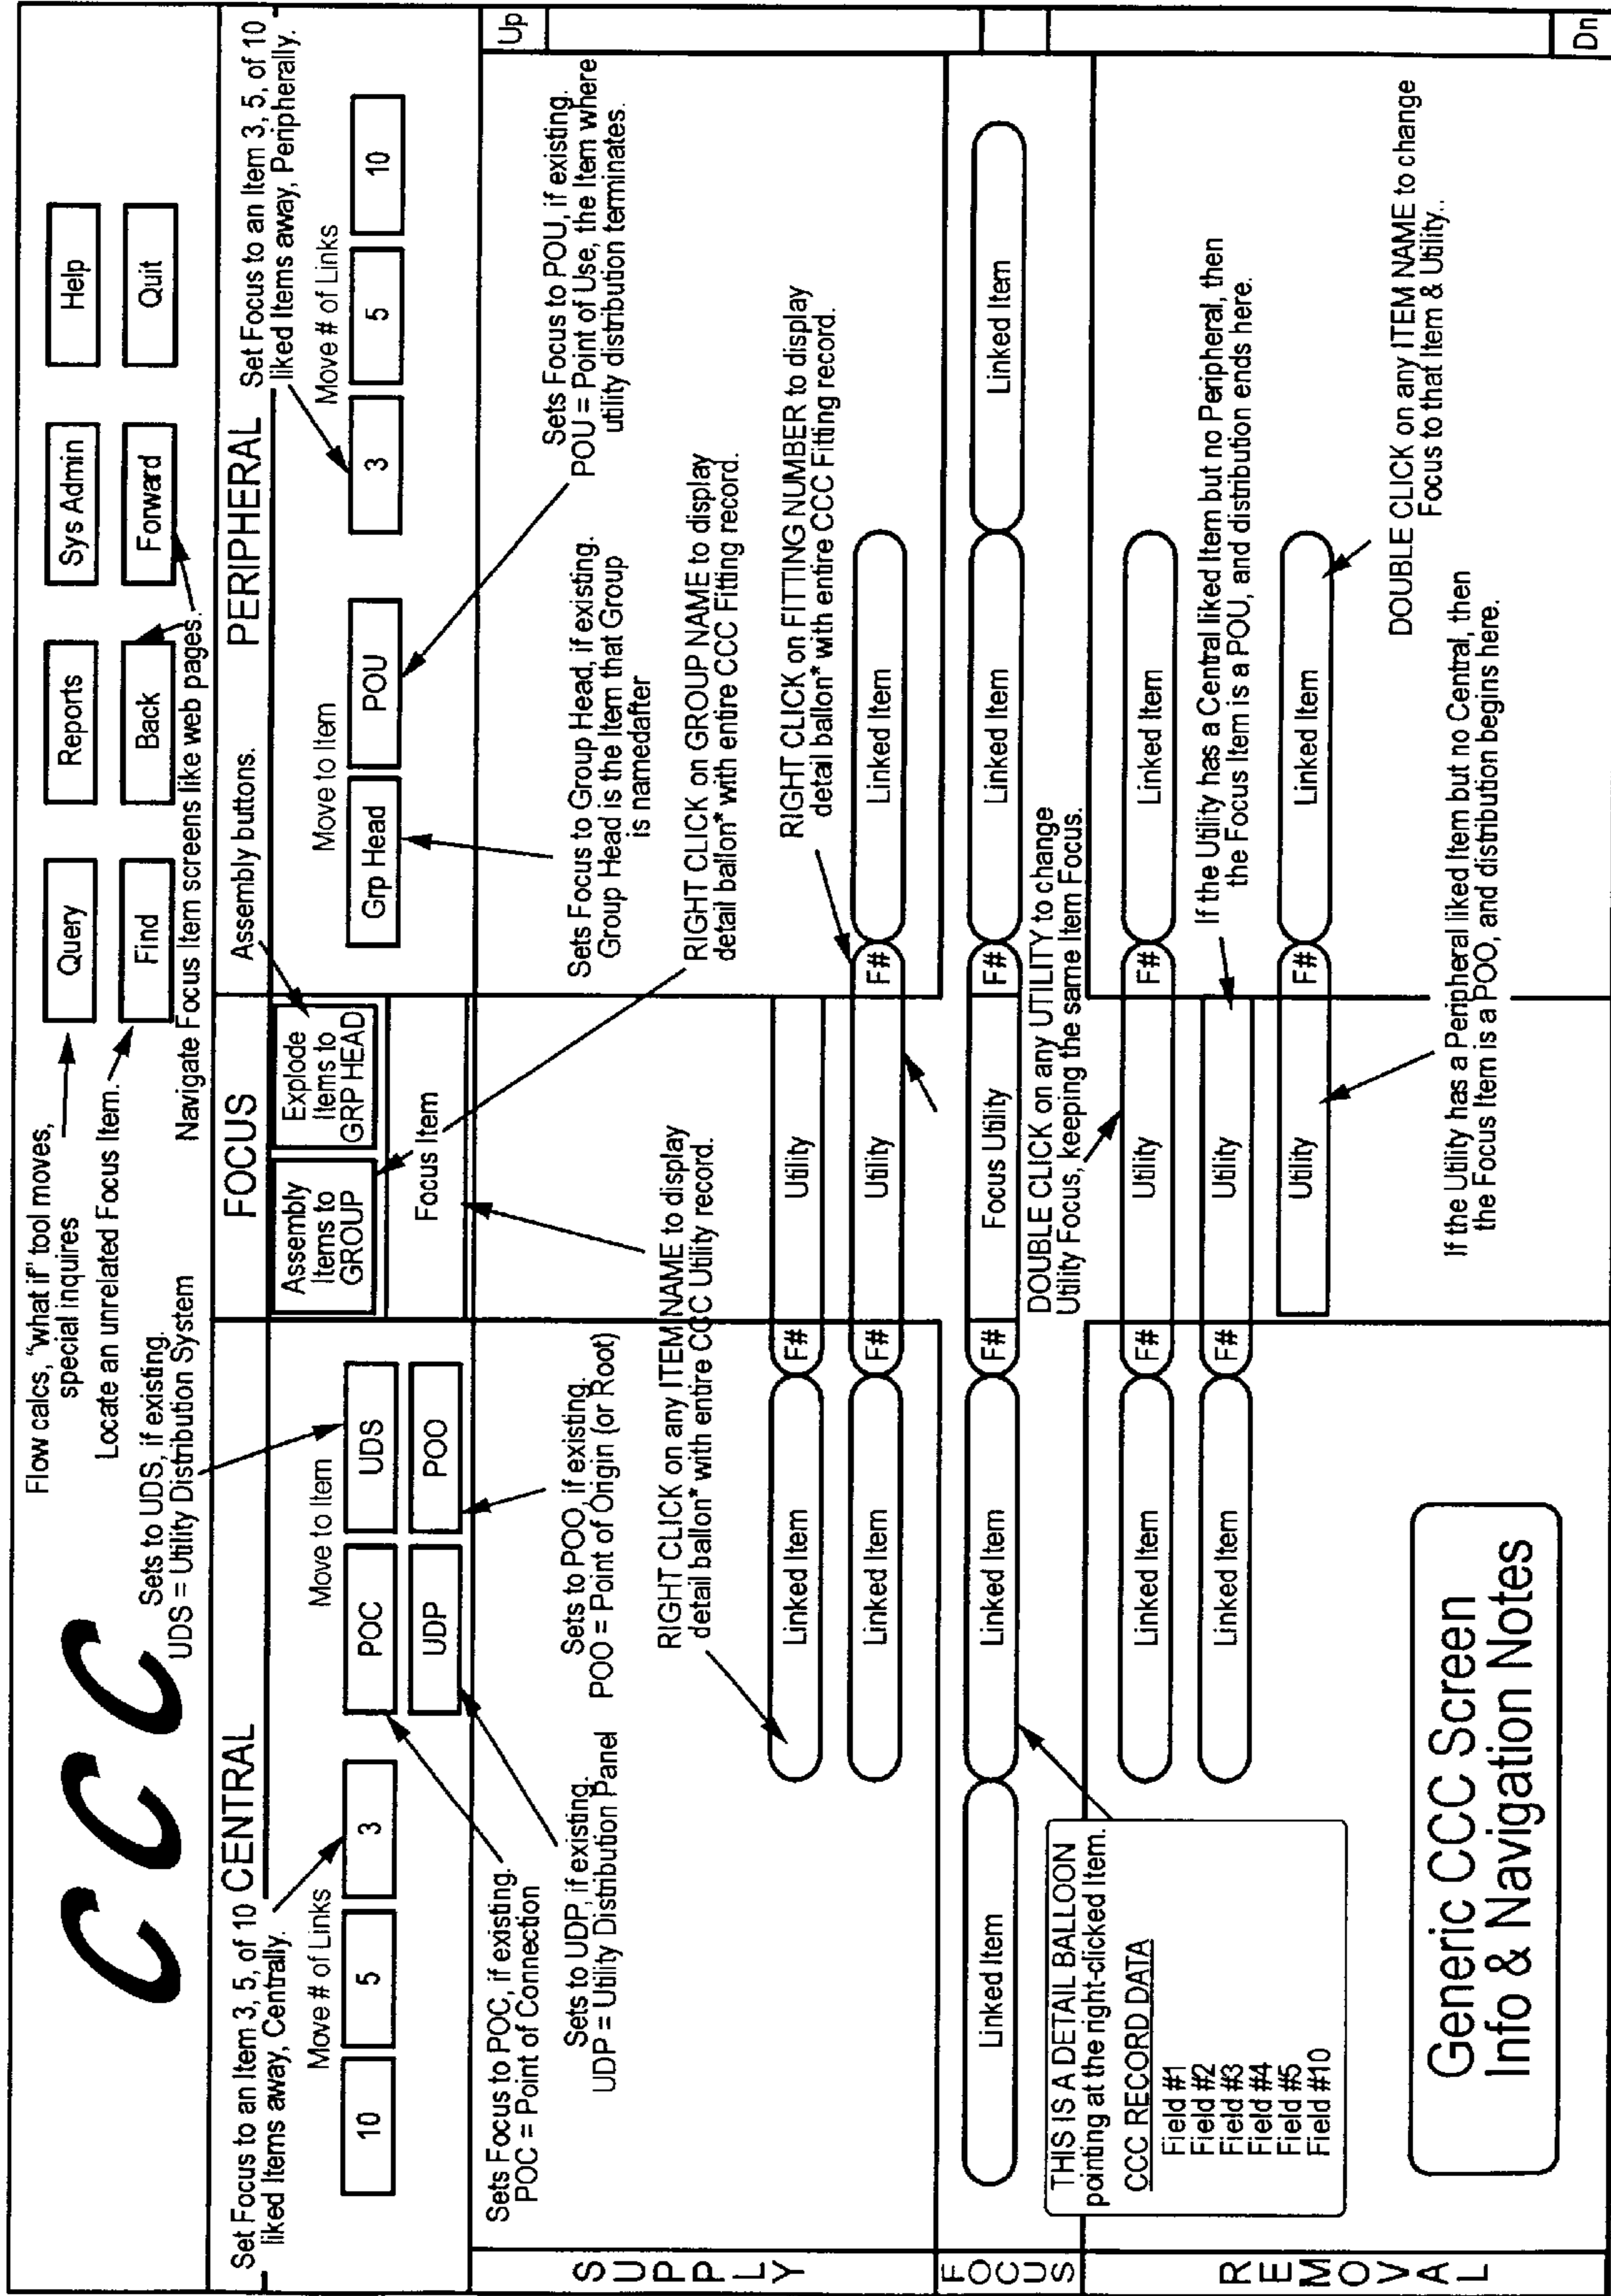 C C C
Flow calcs, "what if" tool moves,
special inquires
Locate an unrelated Focus Item.
Query
Reports
Sys Admin
Help
Find
Back
Forward
Quit
Navigate Focus Item screens like web pages.
Sets to UDS, if existing.
UDS = Utility Distribution System
Set Focus to an Item 3, 5, of 10
liked Items away, Centrally.
CENTRAL
FOCUS
Assembly buttons.
PERIPHERAL
Set Focus to an Item 3, 5, of 10
liked Items away, Peripherally.
Move # of Links
10
5
3
Move to Item
POC
UDS
UDP
POO
Assembly
Items to
GROUP
Explode
Items to
GRP HEAD
Focus Item
Move to Item
Grp Head
POU
Move # of Links
3
5
10
Up
Sets Focus to POC, if existing.
POC = Point of Connection
Sets to UDP, if existing.
UDP = Utility Distribution Panel
Sets to POO, if existing.
POO = Point of Origin (or Root)
Sets Focus to Group Head, if existing.
Group Head is the Item that Group
is namedafter
Sets Focus to POU, if existing.
POU = Point of Use, the Item where
utility distribution terminates.
RIGHT CLICK on any ITEM NAME to display
detail ballon* with entire CCC Utility record.
RIGHT CLICK on GROUP NAME to display
detail ballon* with entire CCC Fitting record.
RIGHT CLICK on FITTING NUMBER to display
detail ballon* with entire CCC Fitting record.
SUPPLY
Linked Item
F#
Utility
Linked Item
F#
Utility
F#
Linked Item
FOCUS
Linked Item
Linked Item
F#
Focus Utility
F#
Linked Item
Linked Item
DOUBLE CLICK on any UTILITY to change
Utility Focus, keeping the same Item Focus.
THIS IS A DETAIL BALLOON
pointing at the right-clicked Item.
CCC RECORD DATA
Field #1
Field #2
Field #3
Field #4
Field #5
Field #10
REMOVAL
Linked Item
F#
Utility
F#
Linked Item
Linked Item
F#
Utility
If the Utility has a Central liked Item but no Peripheral, then
the Focus Item is a POU, and distribution ends here.
Utility
F#
Linked Item
DOUBLE CLICK on any ITEM NAME to change
Focus to that Item & Utility..
If the Utility has a Peripheral liked Item but no Central, then
the Focus Item is a POO, and distribution begins here.
Generic CCC Screen
Info & Navigation Notes
Dn